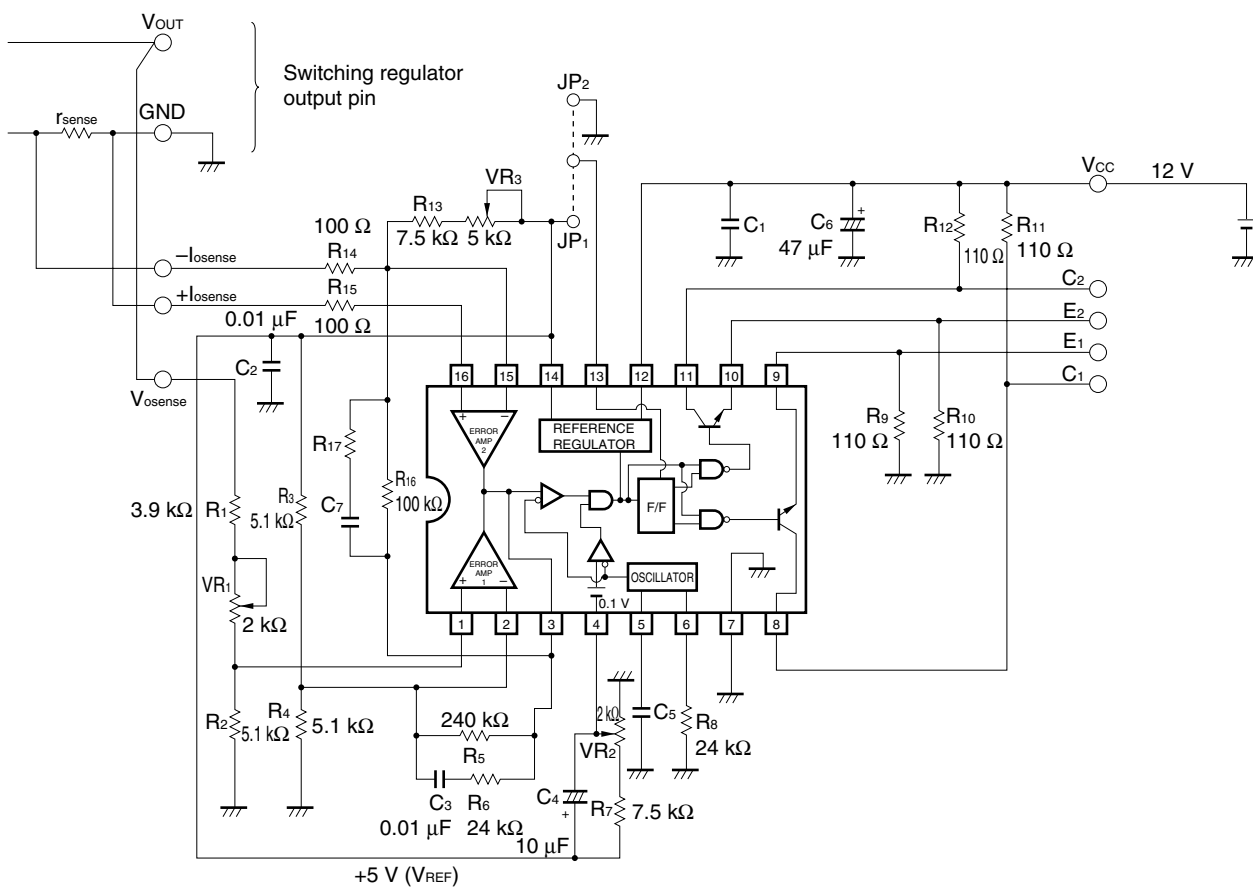 VOUT
Switching regulator
output pin
GND
rsense
JP2
JP1
VR3
R13
7.5 kΩ
5 kΩ
100 Ω
R14
−Iosense
R15
+Iosense
100 Ω
0.01 μF
C2
Vosense
VCC
12 V
C1
C6
+
47 μF
R12
110 Ω
R11
110 Ω
C2
E2
E1
C1
R9
110 Ω
R10
110 Ω
16
15
14
13
12
11
10
9
+
−
ERROR
AMP
2
REFERENCE
REGULATOR
F/F
ERROR
AMP
1
+
−
OSCILLATOR
0.1 V
1
2
3
4
5
6
7
8
R17
C7
R16
100 kΩ
3.9 kΩ
R1
R3
5.1 kΩ
VR1
2 kΩ
R2
5.1 kΩ
R4
5.1 kΩ
240 kΩ
R5
C3
0.01 μF
R6
24 kΩ
C4
+
10 μF
2 kΩ
VR2
R7
7.5 kΩ
C5
R8
24 kΩ
+5 V (VREF)